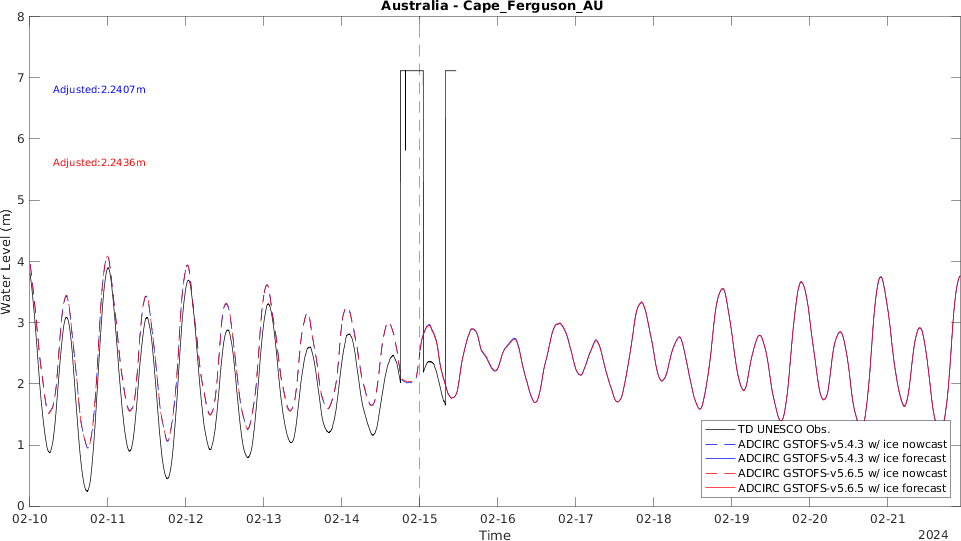 Australia - Cape_Ferguson_AU
8
7
6
5
4
3
2
1
0
Water Level (m)
Adjusted:2.2407m
Adjusted:2.2436m
TD UNESCO Obs.
ADCIRC GSTOFS-v5.4.3 w/ ice nowcast
ADCIRC GSTOFS-v5.4.3 w/ ice forecast
ADCIRC GSTOFS-v5.6.5 w/ ice nowcast
ADCIRC GSTOFS-v5.6.5 w/ ice forecast
02-10 02-11 02-12 02-13 02-14 02-15 02-16 02-17 02-18 02-19 02-20 02-21
Time
2024